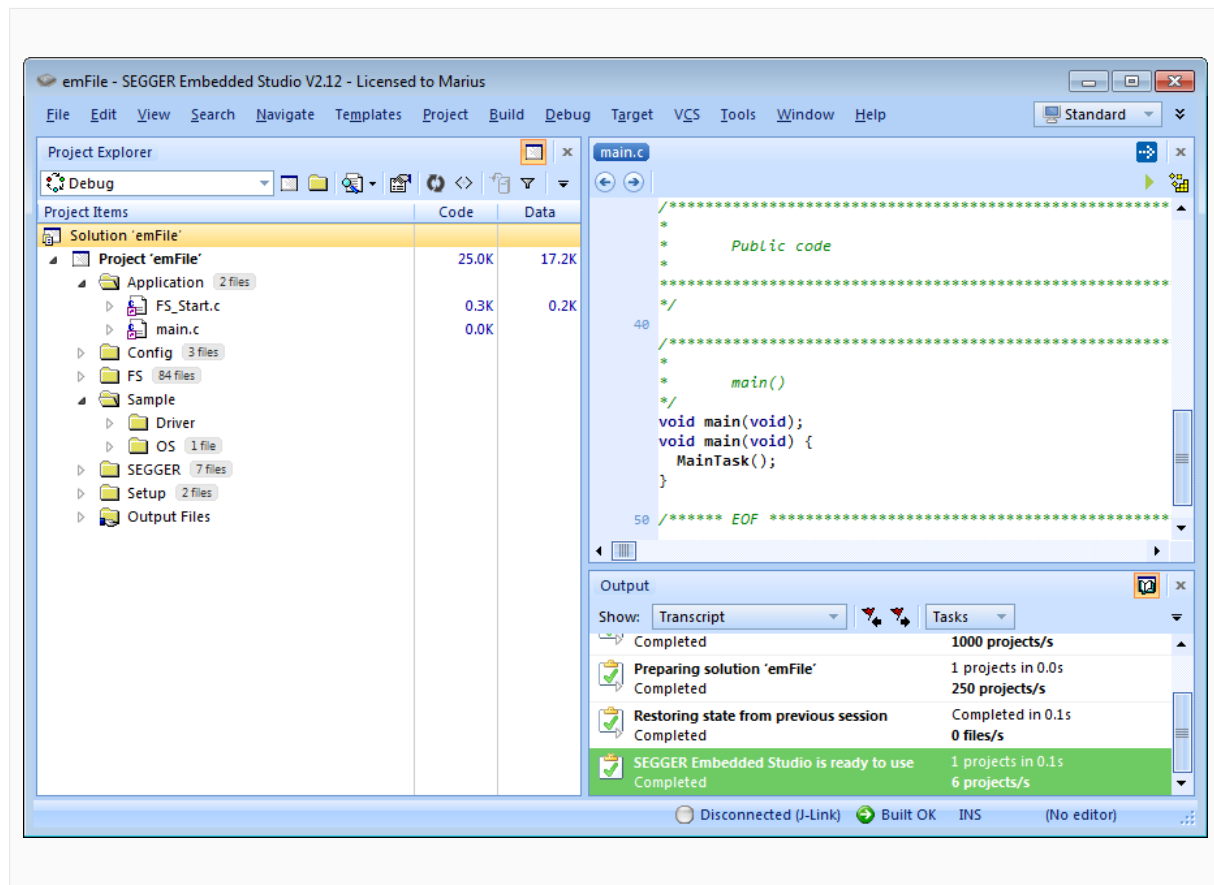 emFile - SEGGER Embedded Studio V2.12 - Licensed to Marius
File Edit View Search Navigate Templates Project Build Debug Target VCS Tools Window Help Standard
Project Explorer
Debug
Project Items Code Data
Solution 'emFile'
Project 'emFile' 25.0K 17.2K
Application 2 files
FS_Start.c 0.3K 0.2K
main.c 0.0K
Config 3 files
FS 84 files
Sample
Driver
OS 1 file
SEGGER 7 files
Setup 2 files
Output Files
main.c
/*********************************************************
*
* Public code
*
**********************************************************
*/
40
/*********************************************************
*
* main()
*/
void main(void);
void main(void) {
MainTask();
}
50 /****** EOF *********************************************
Output
Show: Transcript Tasks
Completed 1000 projects/s
Preparing solution 'emFile' 1 projects in 0.0s
Completed 250 projects/s
Restoring state from previous session Completed in 0.1s
Completed 0 files/s
SEGGER Embedded Studio is ready to use 1 projects in 0.1s
Completed 6 projects/s
Disconnected (J-Link) Built OK INS (No editor)